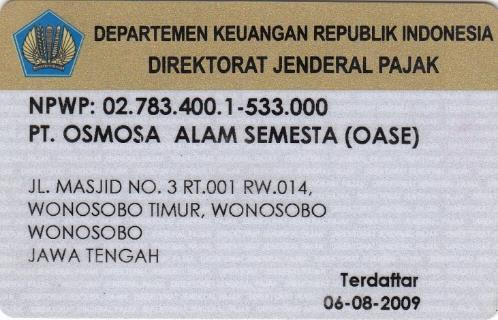 DEPARTEMEN KEUANGAN REPUBLIK INDONESIA
DIREKTORAT JENDERAL PAJAK
NPWP: 02.783.400.1-533.000
PT. OSMOSA ALAM SEMESTA (OASE)
JL. MASJID NO. 3 RT.001 RW.014,
WONOSOBO TIMUR, WONOSOBO
WONOSOBO
JAWA TENGAH
Terdaftar
06-08-2009